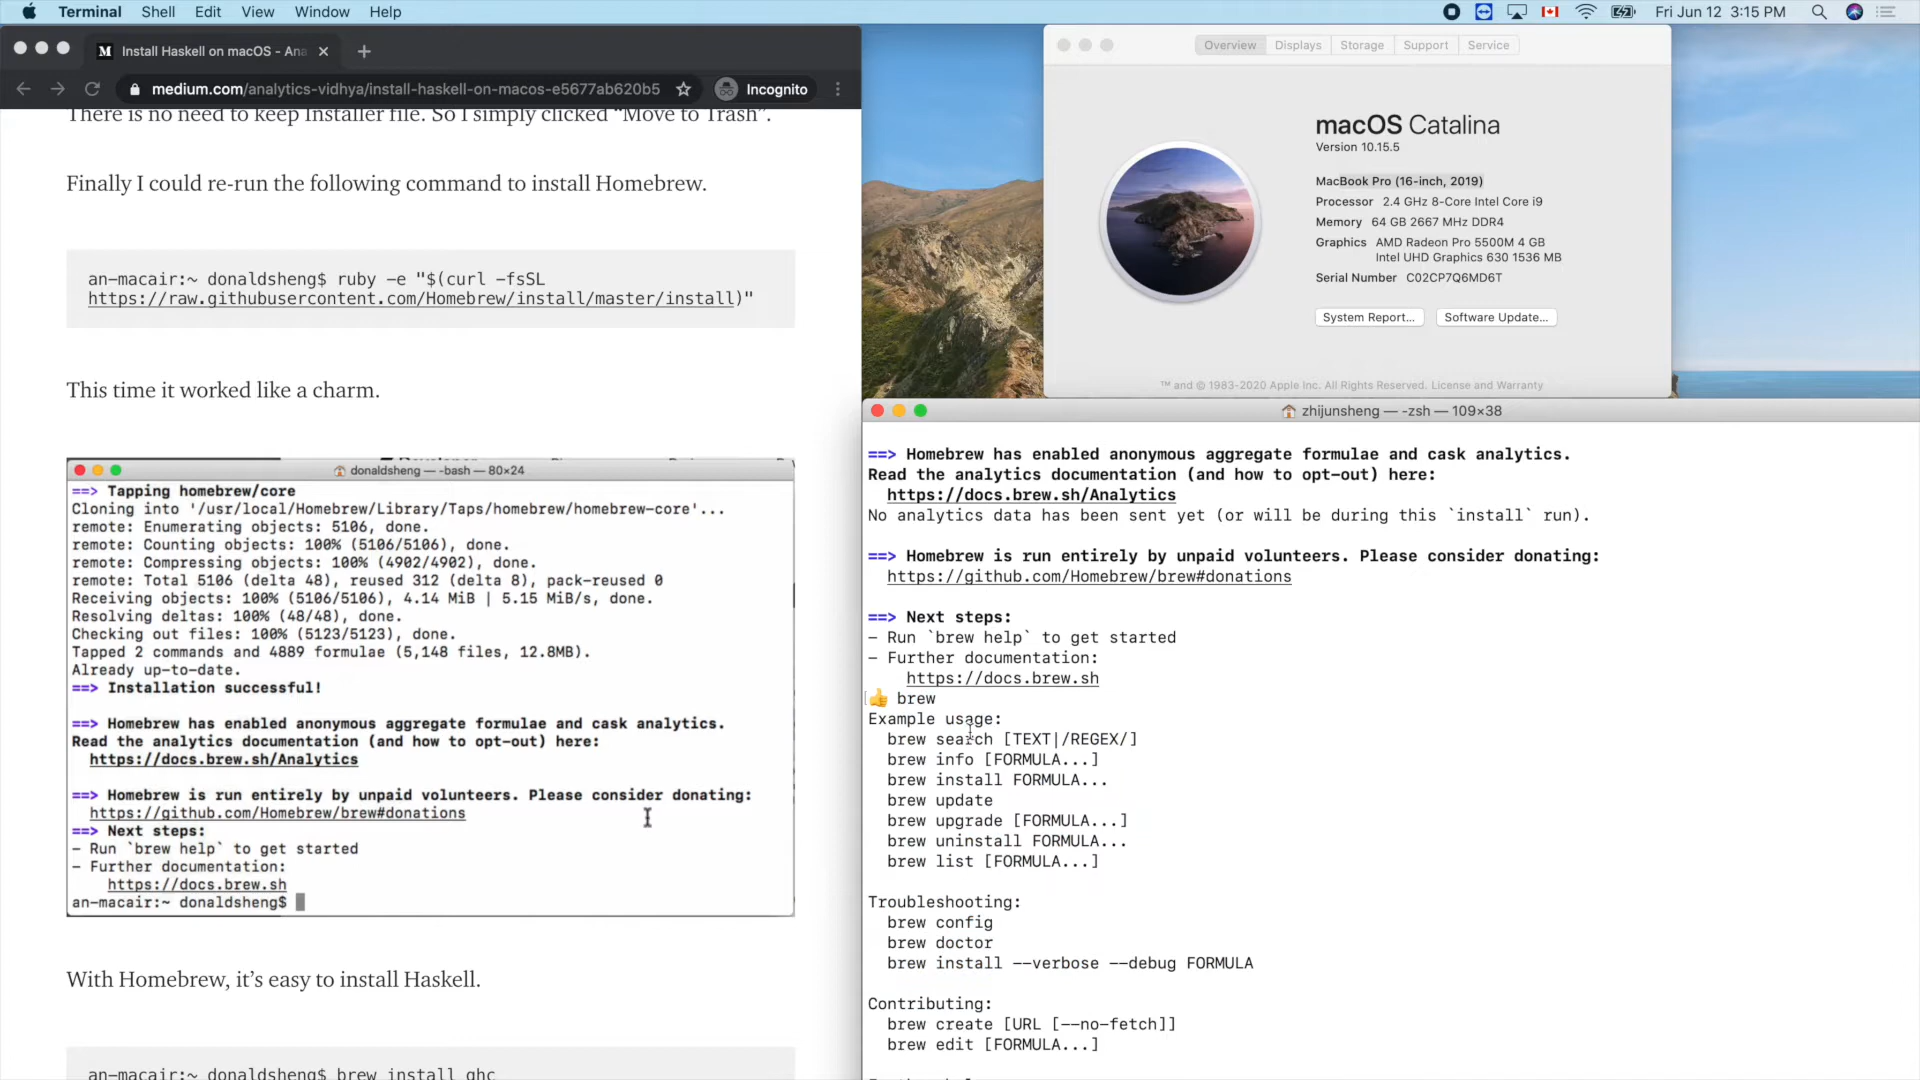 Terminal Shell Edit View Window Help
Fri Jun 12 3:15 PM
Install Haskell on macOS - Ana
medium.com/analytics-vidhya/install-haskell-on-macos-e5677ab620b5
Incognito
There is no need to keep Installer file. So I simply clicked “Move to Trash”.
Finally I could re-run the following command to install Homebrew.
an-macair:~ donaldsheng$ ruby -e "$(curl -fsSL
https://raw.githubusercontent.com/Homebrew/install/master/install)"
This time it worked like a charm.
donaldsheng — -bash — 80×24
==> Tapping homebrew/core
Cloning into '/usr/local/Homebrew/Library/Taps/homebrew/homebrew-core'...
remote: Enumerating objects: 5106, done.
remote: Counting objects: 100% (5106/5106), done.
remote: Compressing objects: 100% (4902/4902), done.
remote: Total 5106 (delta 48), reused 312 (delta 8), pack-reused 0
Receiving objects: 100% (5106/5106), 4.14 MiB | 5.15 MiB/s, done.
Resolving deltas: 100% (48/48), done.
Checking out files: 100% (5123/5123), done.
Tapped 2 commands and 4889 formulae (5,148 files, 12.8MB).
Already up-to-date.
==> Installation successful!
==> Homebrew has enabled anonymous aggregate formulae and cask analytics.
Read the analytics documentation (and how to opt-out) here:
https://docs.brew.sh/Analytics
==> Homebrew is run entirely by unpaid volunteers. Please consider donating:
https://github.com/Homebrew/brew#donations
==> Next steps:
- Run `brew help` to get started
- Further documentation:
https://docs.brew.sh
an-macair:~ donaldsheng$
With Homebrew, it’s easy to install Haskell.
an-macair:~ donaldsheng$ brew install ghc
Overview Displays Storage Support Service
macOS Catalina
Version 10.15.5
MacBook Pro (16-inch, 2019)
Processor 2.4 GHz 8-Core Intel Core i9
Memory 64 GB 2667 MHz DDR4
Graphics AMD Radeon Pro 5500M 4 GB
Intel UHD Graphics 630 1536 MB
Serial Number C02CP7Q6MD6T
System Report... Software Update...
™ and © 1983-2020 Apple Inc. All Rights Reserved. License and Warranty
zhijunsheng — -zsh — 109×38
==> Homebrew has enabled anonymous aggregate formulae and cask analytics.
Read the analytics documentation (and how to opt-out) here:
https://docs.brew.sh/Analytics
No analytics data has been sent yet (or will be during this `install` run).
==> Homebrew is run entirely by unpaid volunteers. Please consider donating:
https://github.com/Homebrew/brew#donations
==> Next steps:
- Run `brew help` to get started
- Further documentation:
https://docs.brew.sh
👍 brew
Example usage:
brew search [TEXT|/REGEX/]
brew info [FORMULA...]
brew install FORMULA...
brew update
brew upgrade [FORMULA...]
brew uninstall FORMULA...
brew list [FORMULA...]
Troubleshooting:
brew config
brew doctor
brew install --verbose --debug FORMULA
Contributing:
brew create [URL [--no-fetch]]
brew edit [FORMULA...]